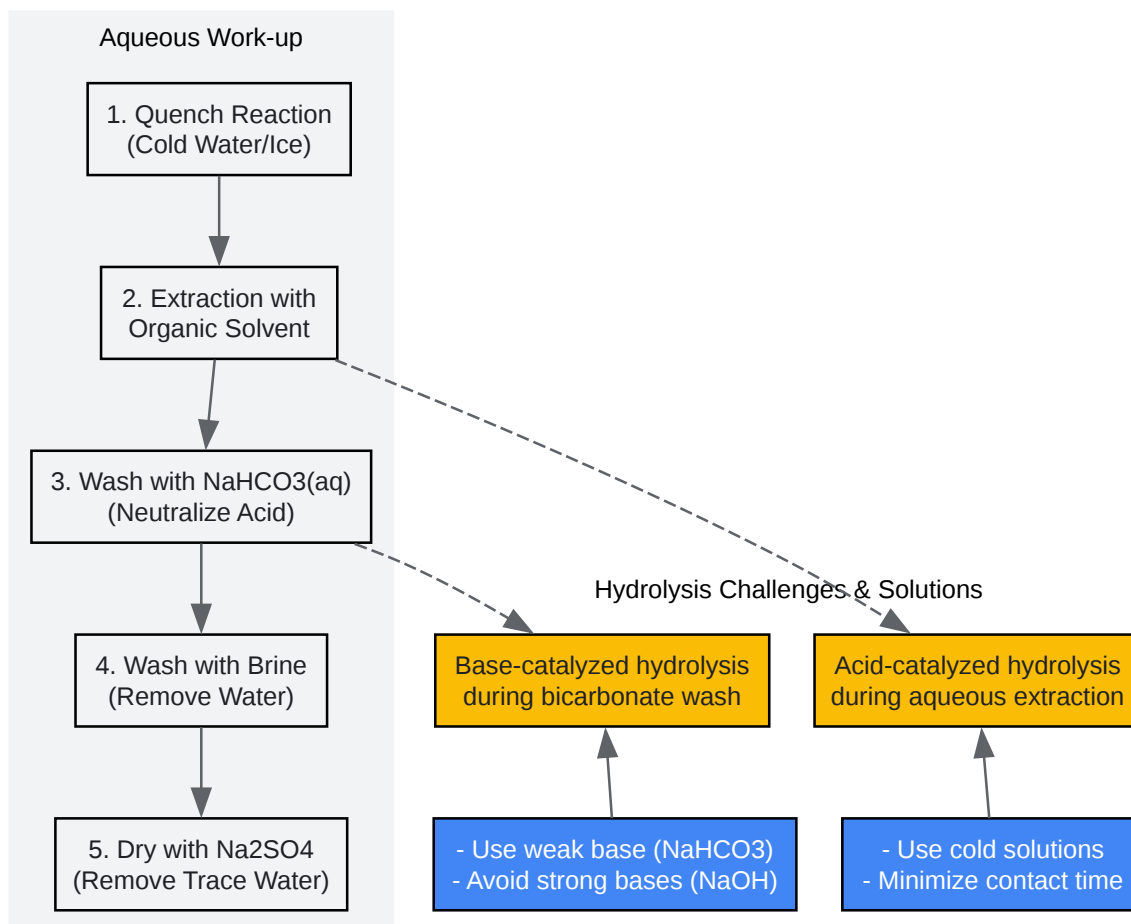 Aqueous Work-up
1. Quench Reaction
(Cold Water/Ice)
2. Extraction with
Organic Solvent
3. Wash with NaHCO3(aq)
(Neutralize Acid)
4. Wash with Brine
(Remove Water)
5. Dry with Na2SO4
(Remove Trace Water)
Hydrolysis Challenges & Solutions
Base-catalyzed hydrolysis
during bicarbonate wash
Acid-catalyzed hydrolysis
during aqueous extraction
- Use weak base (NaHCO3)
- Avoid strong bases (NaOH)
- Use cold solutions
- Minimize contact time